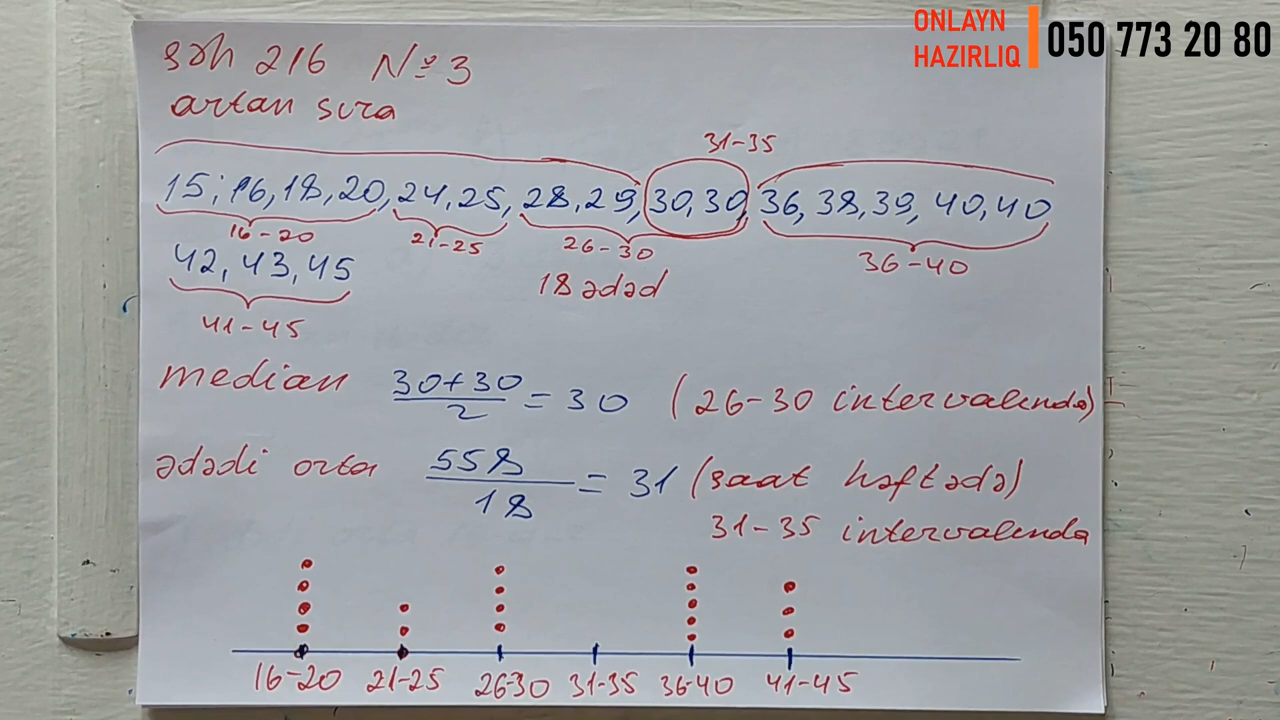 ONLAYN
HAZIRLIQ
050 773 20 80
səh 216 № 3
artan sıra
31-35
15; 16, 18, 20, 24, 25, 28, 29, 30, 30, 36, 38, 39, 40, 40
16-20 21-25 26-30 36-40
42, 43, 45
18 ədəd
41-45
median 30+30/2 = 30 (26-30 intervalında)
ədədi orta 558/18 = 31 (saat həftədə)
31-35 intervalında
16-20 21-25 26-30 31-35 36-40 41-45